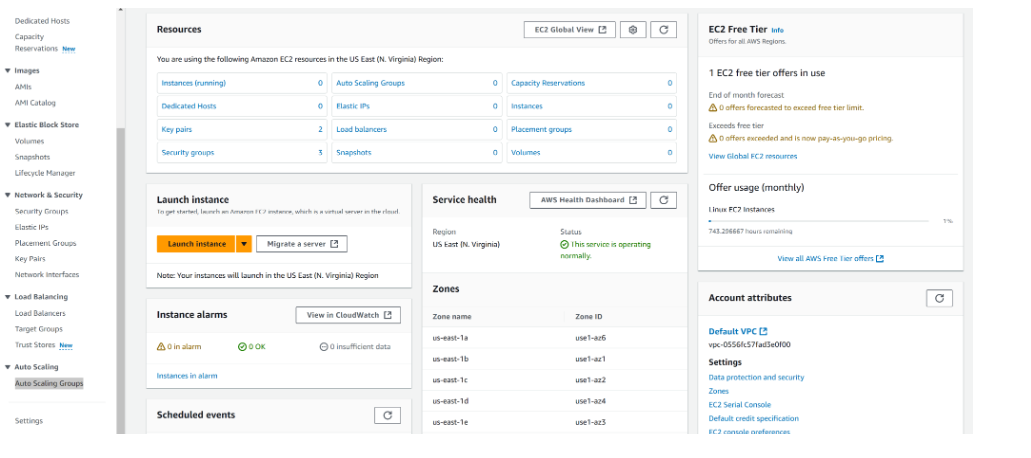 Dedicated Hosts
Capacity
Reservations New
Images
AMIs
AMI Catalog
Elastic Block Store
Volumes
Snapshots
Lifecycle Manager
Network & Security
Security Groups
Elastic IPs
Placement Groups
Key Pairs
Network Interfaces
Load Balancing
Load Balancers
Target Groups
Trust Stores New
Auto Scaling
Auto Scaling Groups
Settings
Resources
EC2 Global View
You are using the following Amazon EC2 resources in the US East (N. Virginia) Region:
Instances (running) 0 Auto Scaling Groups 0 Capacity Reservations 0
Dedicated Hosts 0 Elastic IPs 0 Instances 0
Key pairs 2 Load balancers 0 Placement groups 0
Security groups 3 Snapshots 0 Volumes 0
Launch instance
To get started, launch an Amazon EC2 instance, which is a virtual server in the cloud.
Launch instance Migrate a server
Note: Your instances will launch in the US East (N. Virginia) Region
Instance alarms View in CloudWatch
0 in alarm 0 OK 0 insufficient data
Instances in alarm
Scheduled events
Service health AWS Health Dashboard
Region Status
US East (N. Virginia) This service is operating
normally.
Zones
Zone name Zone ID
us-east-1a use1-az6
us-east-1b use1-az1
us-east-1c use1-az2
us-east-1d use1-az4
us-east-1e use1-az3
EC2 Free Tier Info
Offers for all AWS Regions.
1 EC2 free tier offers in use
End of month forecast
0 offers forecasted to exceed free tier limit.
Exceeds free tier
0 offers exceeded and is now pay-as-you-go pricing.
View Global EC2 resources
Offer usage (monthly)
Linux EC2 Instances
1%
743.206667 hours remaining
View all AWS Free Tier offers
Account attributes
Default VPC
vpc-0556fc57fad3e0f00
Settings
Data protection and security
Zones
EC2 Serial Console
Default credit specification
EC2 console preferences